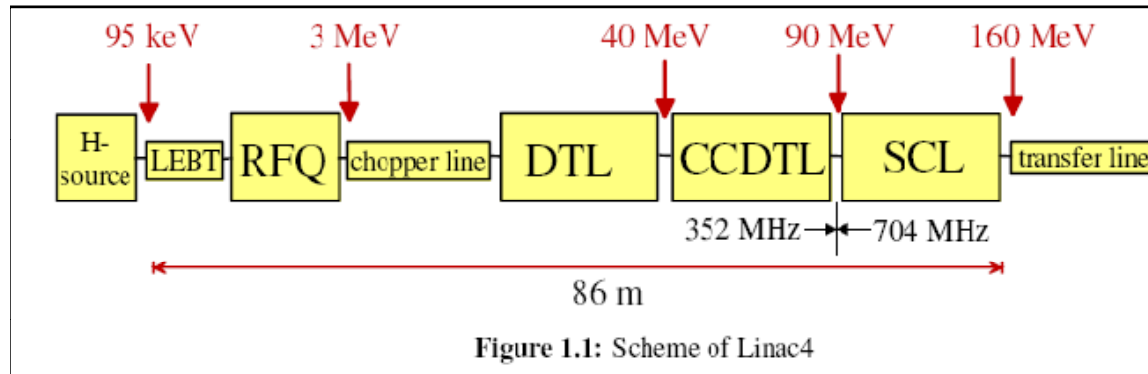 95 keV
3 MeV
40 MeV
90 MeV
160 MeV
H-
source
LEBT
RFQ
chopper line
DTL
CCDTL
SCL
transfer line
352 MHz
704 MHz
86 m
Figure 1.1: Scheme of Linac4